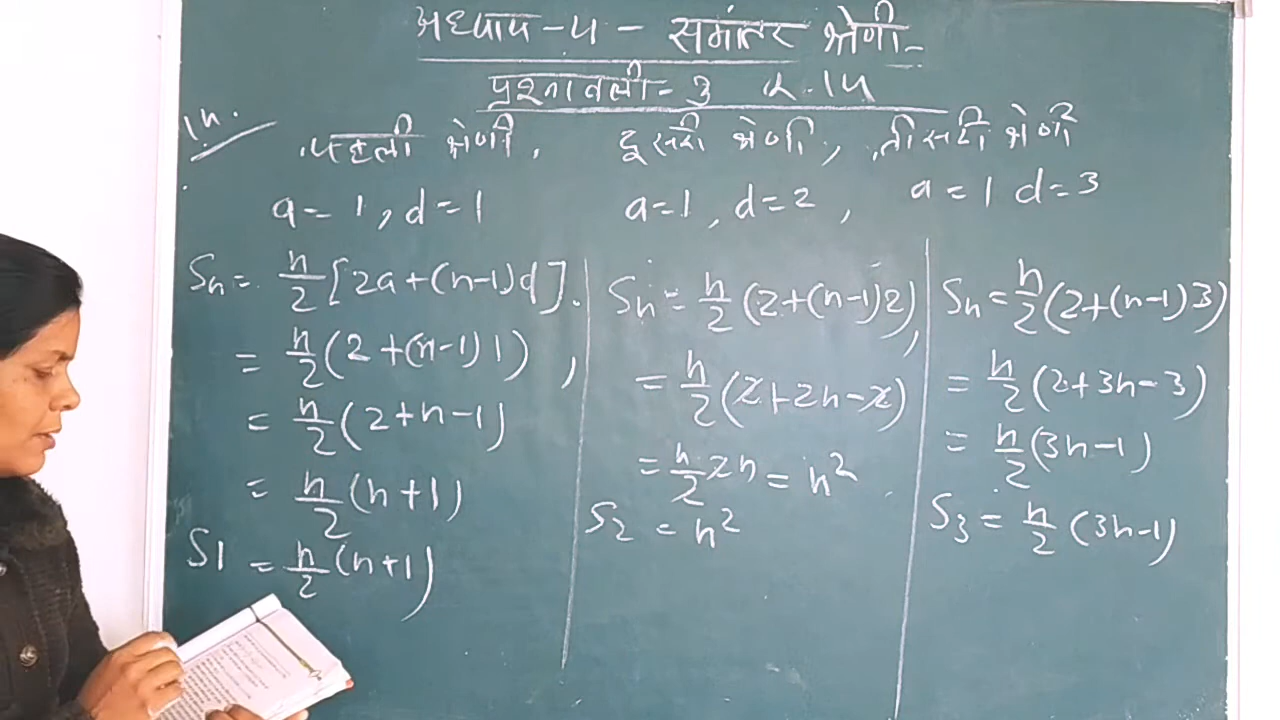 अध्याय - ५ - समांतर श्रेणी -
प्रश्नावली = 3
14.
पहली श्रेणी, दूसरी श्रेणी, तीसरी श्रेणी
a = 1, d = 1
a=1, d=2,
a = 1 d = 3
Sn = n/2 [2a+(n-1)d].
= n/2 (2+(n-1)1),
= n/2 (2+n-1)
= n/2 (n+1)
S1 = n/2 (n+1)
Sn = n/2 (2+(n-1)2),
= n/2 (2+2n-2)
= n/2 2n = n²
S2 = n²
Sn = n/2 (2+(n-1)3)
= n/2 (2+3n-3)
= n/2 (3n-1)
S3 = n/2 (3n-1)